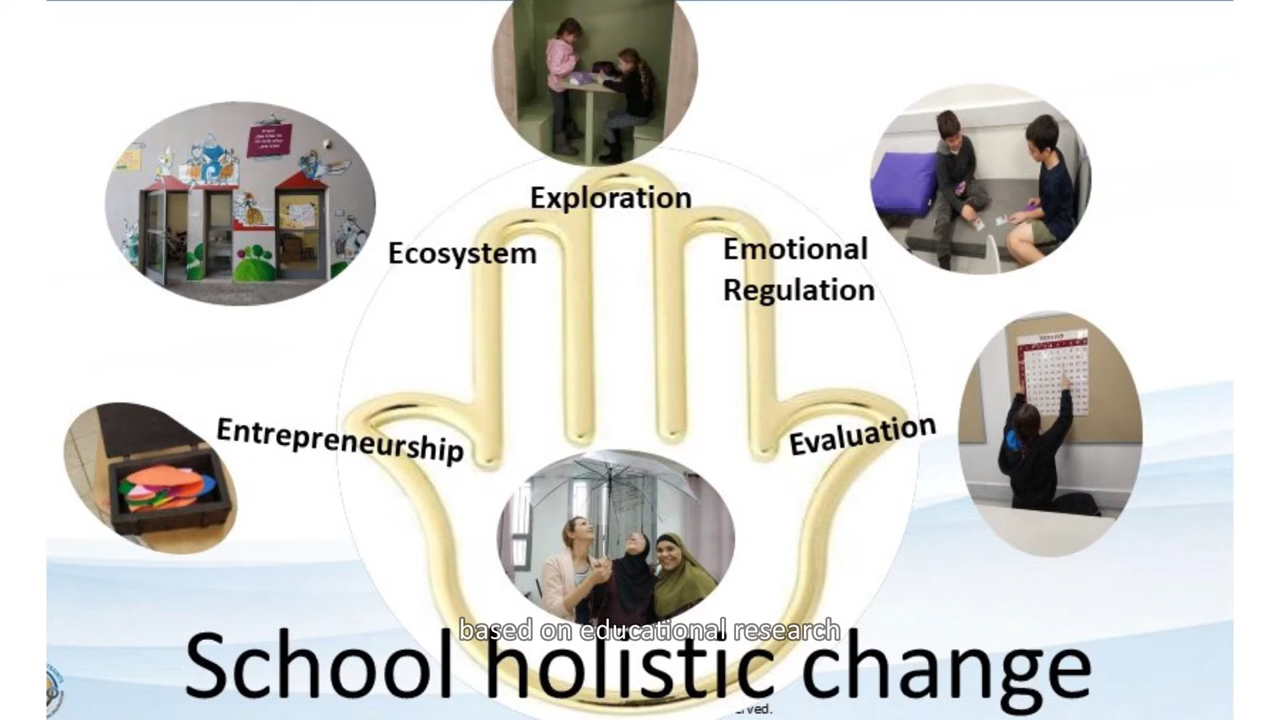 Exploration
Ecosystem
Emotional
Regulation
Entrepreneurship
Evaluation
based on educational research
School holistic change